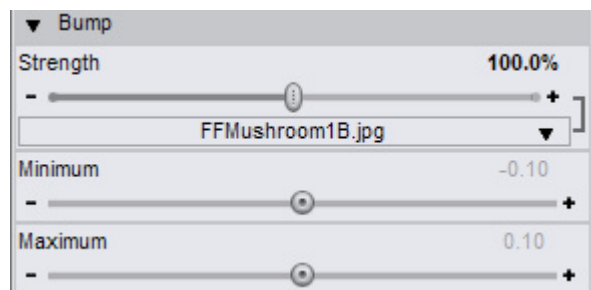 ▼ Bump
Strength 100.0%
- +
FFMushroom1B.jpg ▼
Minimum -0.10
- +
Maximum 0.10
- +